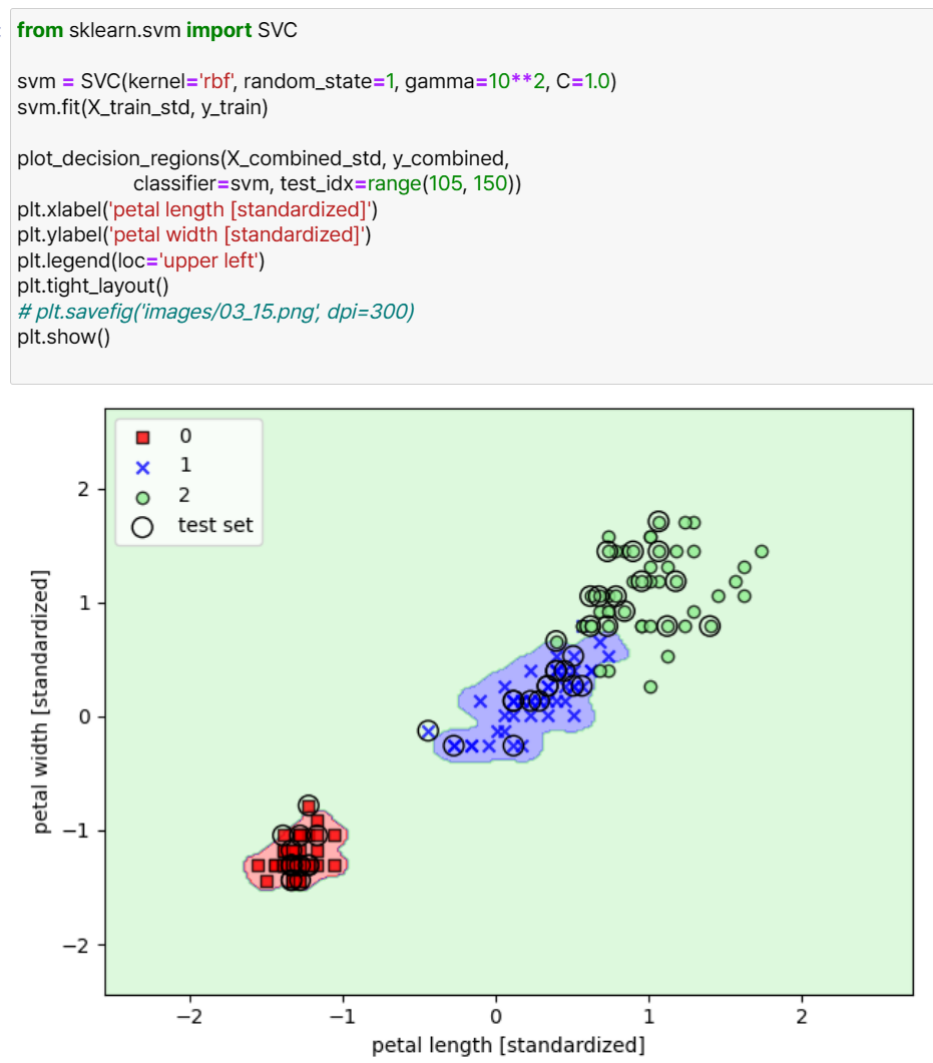 from sklearn.svm import SVC
svm = SVC(kernel='rbf', random_state=1, gamma=10**2, C=1.0)
svm.fit(X_train_std, y_train)
plot_decision_regions(X_combined_std, y_combined,
classifier=svm, test_idx=range(105, 150))
plt.xlabel('petal length [standardized]')
plt.ylabel('petal width [standardized]')
plt.legend(loc='upper left')
plt.tight_layout()
# plt.savefig('images/03_15.png', dpi=300)
plt.show()
0
1
2
test set
2
1
0
−1
−2
petal width [standardized]
−2
−1
0
1
2
petal length [standardized]